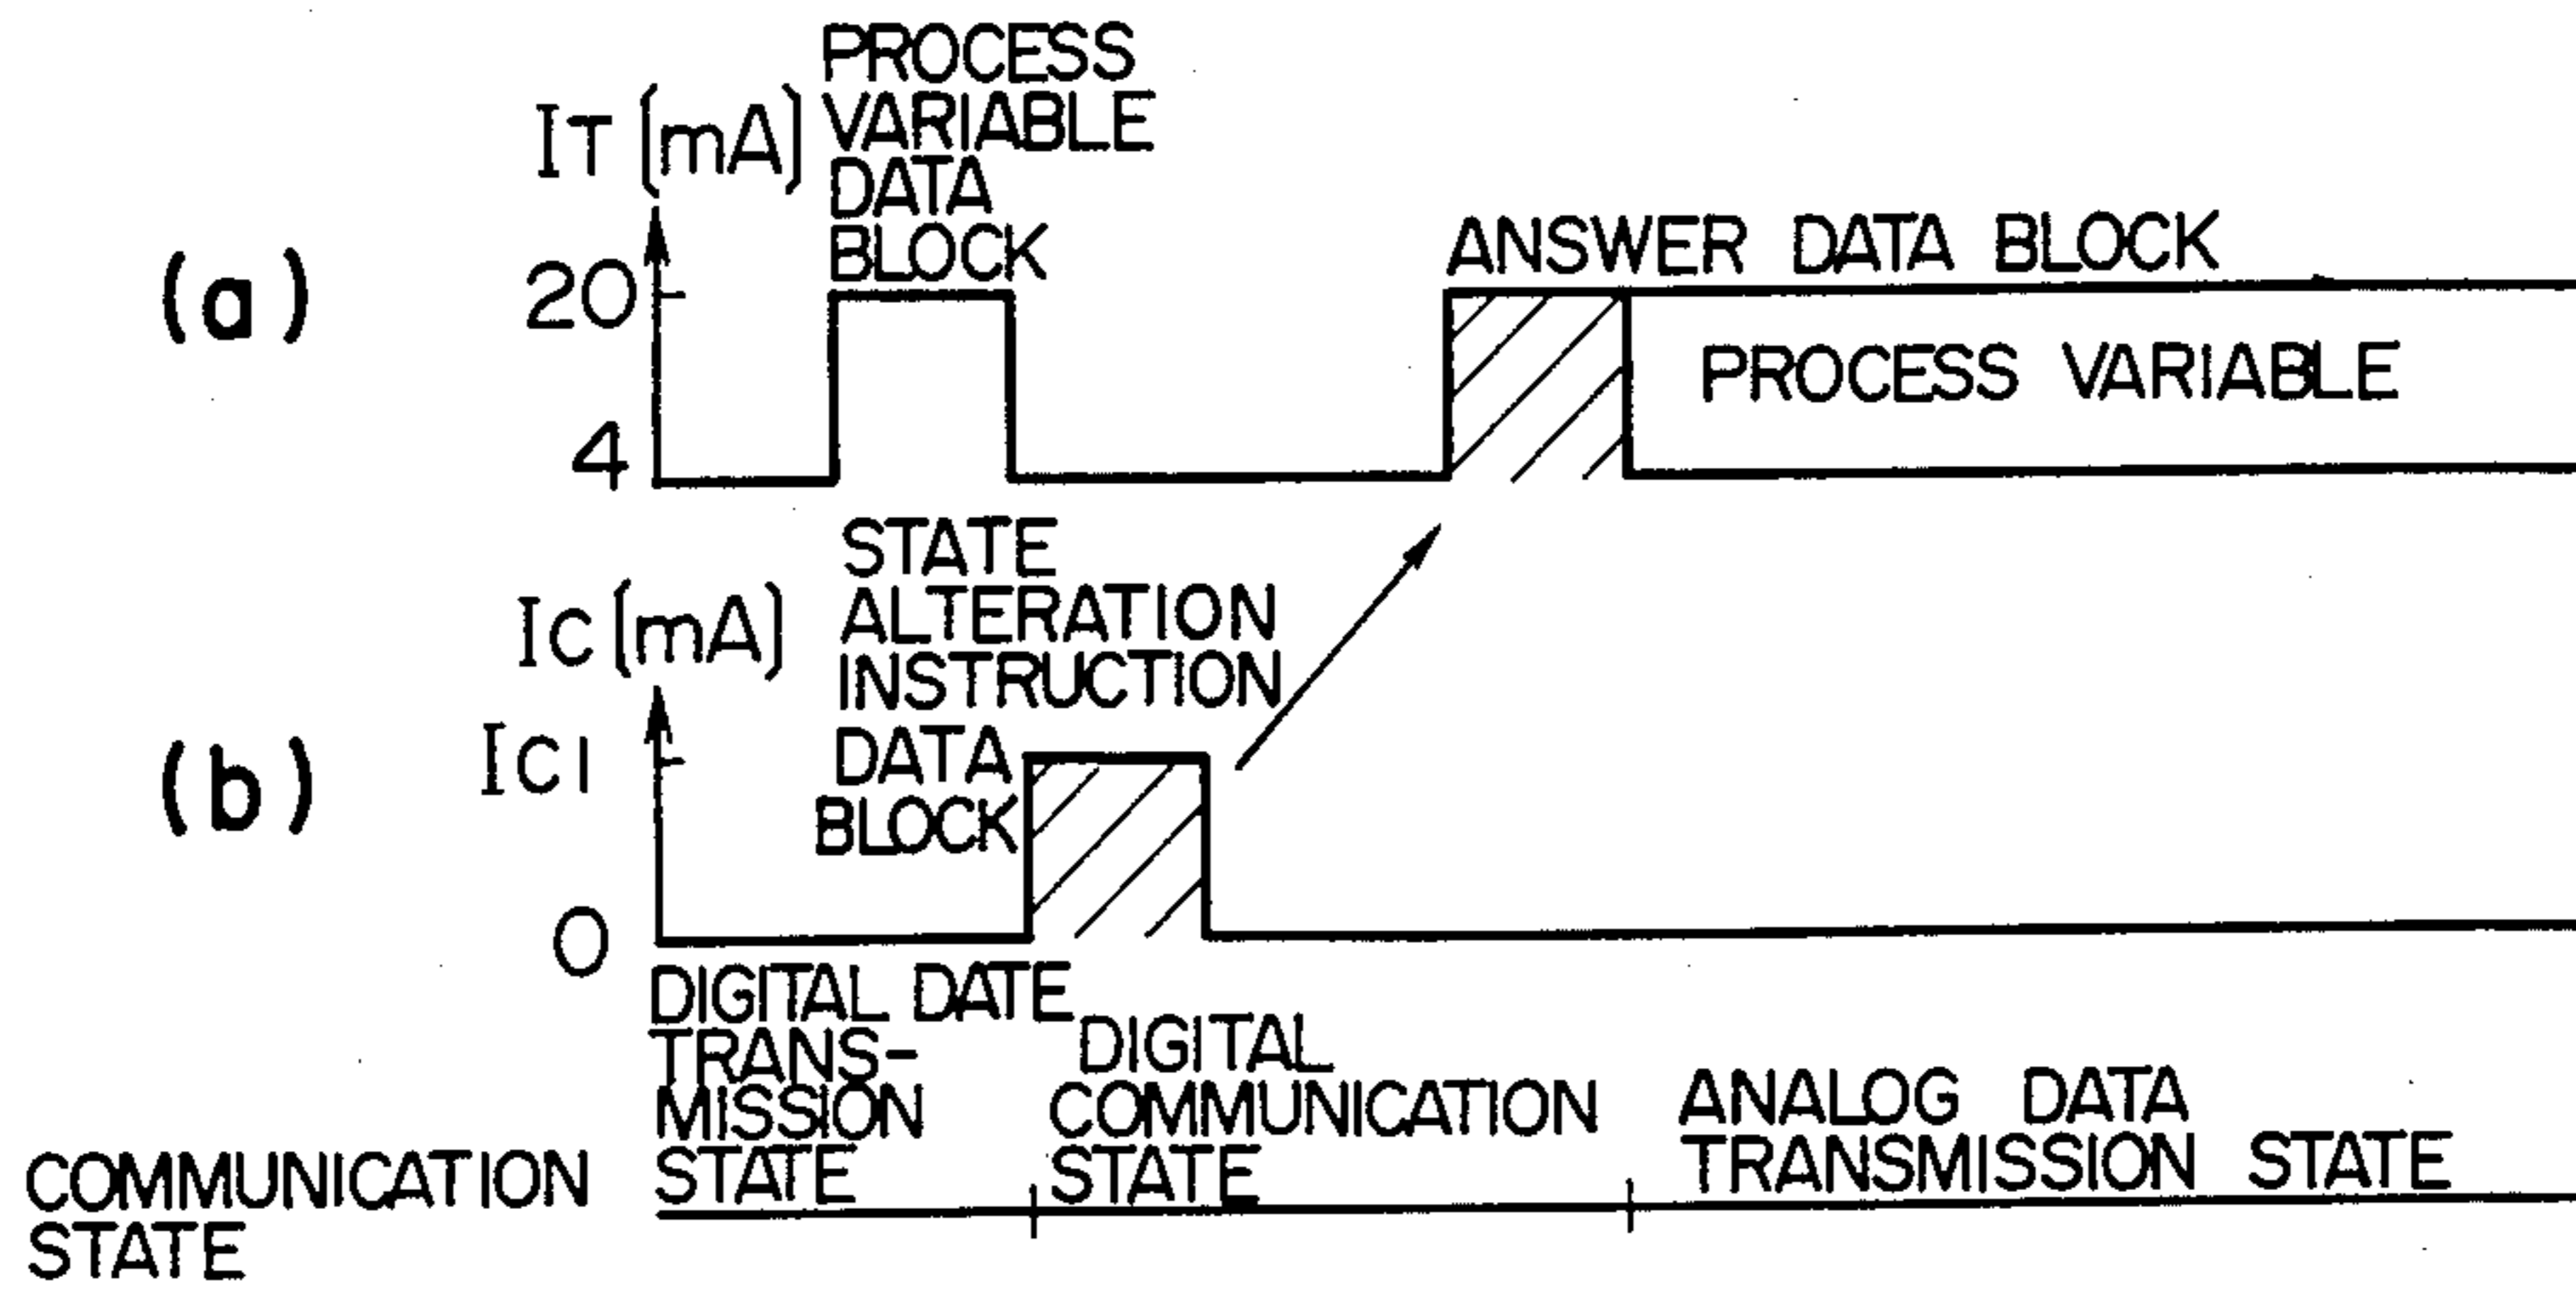 (a)
IT (mA)
20
4
PROCESS
VARIABLE
DATA
BLOCK
ANSWER DATA BLOCK
PROCESS VARIABLE
(b)
IC (mA)
IC1
0
STATE
ALTERATION
INSTRUCTION
DATA
BLOCK
COMMUNICATION
STATE
DIGITAL DATE
TRANS-
MISSION
STATE
DIGITAL
COMMUNICATION
STATE
ANALOG DATA
TRANSMISSION STATE